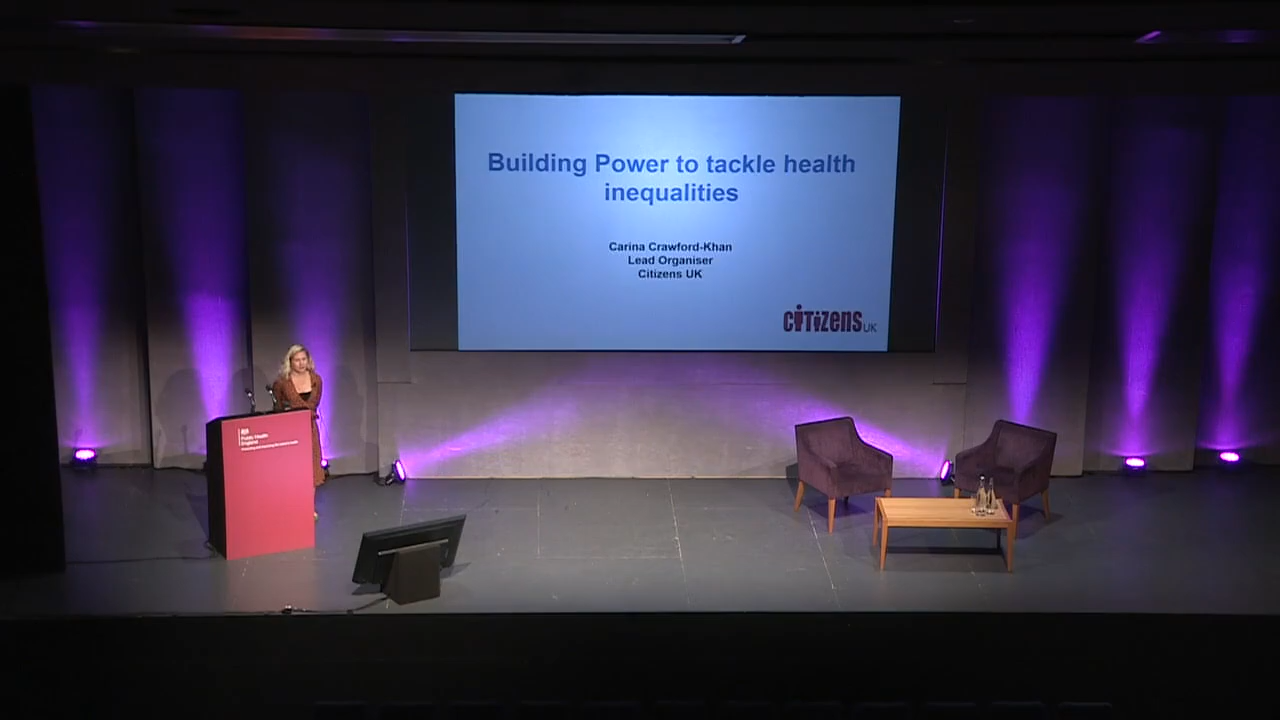 Building Power to tackle health
inequalities
Carina Crawford-Khan
Lead Organiser
Citizens UK
CITIZENS UK
Public Health
England